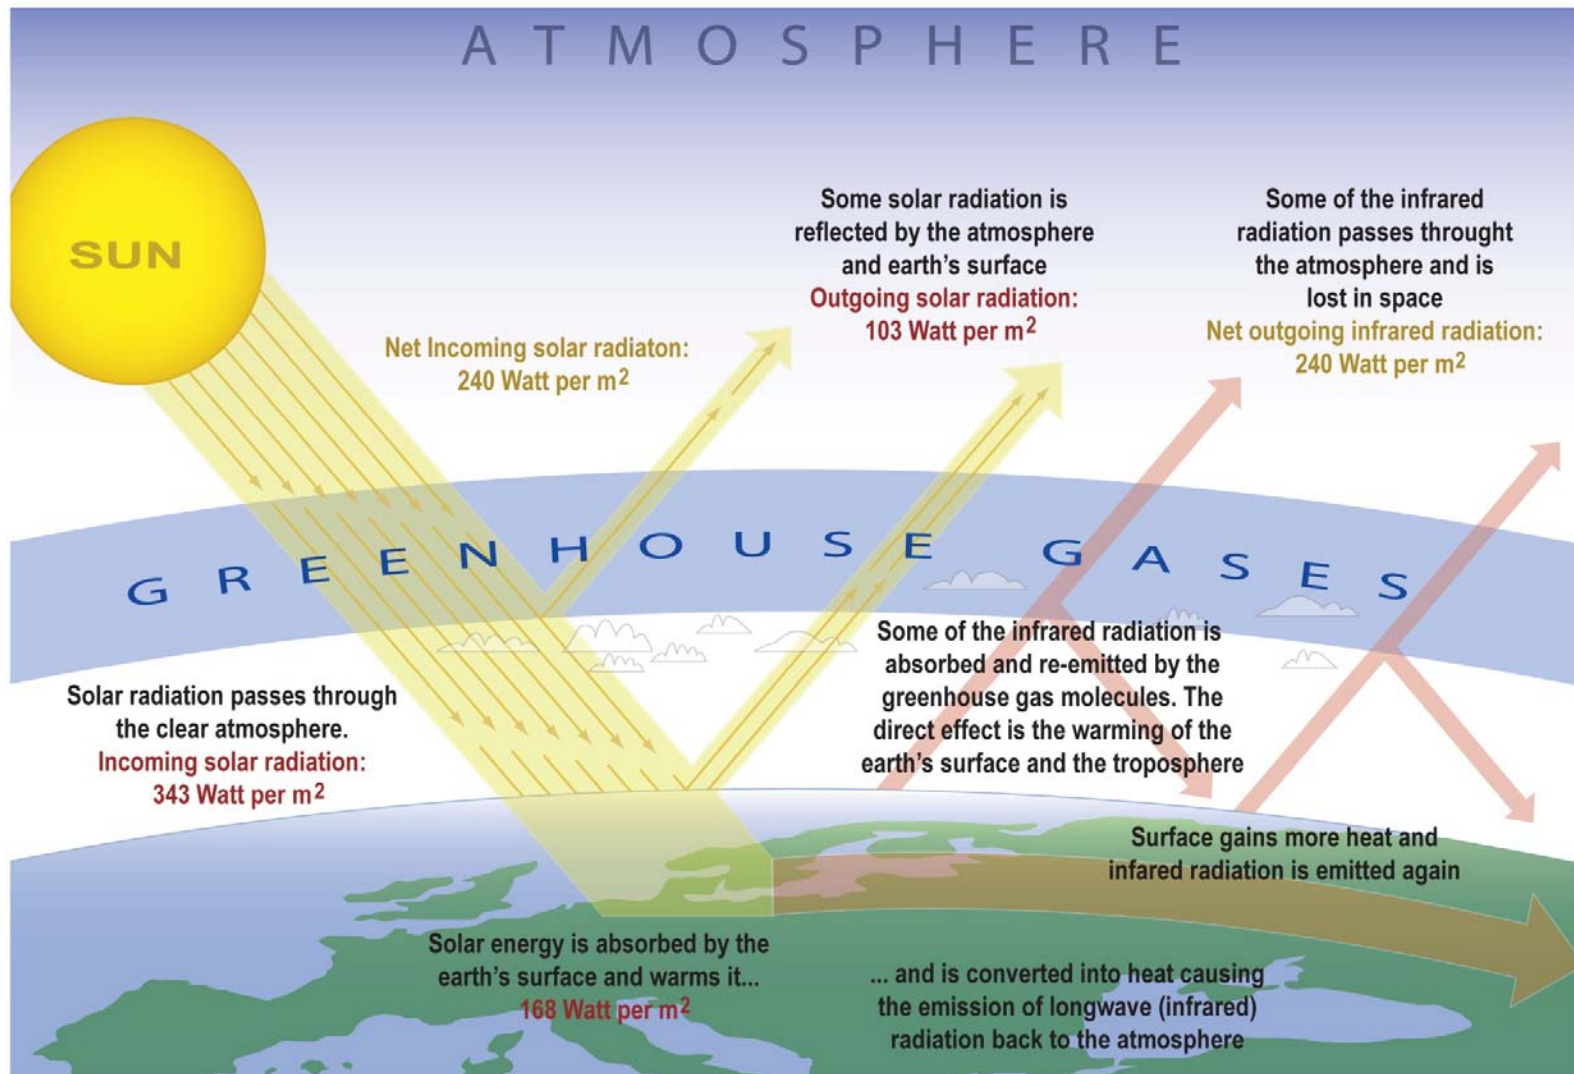 ATMOSPHERE
SUN
Net Incoming solar radiaton:
240 Watt per m²
Some solar radiation is
reflected by the atmosphere
and earth's surface
Outgoing solar radiation:
103 Watt per m²
Some of the infrared
radiation passes throught
the atmosphere and is
lost in space
Net outgoing infrared radiation:
240 Watt per m²
GREENHOUSE GASES
Solar radiation passes through
the clear atmosphere.
Incoming solar radiation:
343 Watt per m²
Some of the infrared radiation is
absorbed and re-emitted by the
greenhouse gas molecules. The
direct effect is the warming of the
earth's surface and the troposphere
Surface gains more heat and
infared radiation is emitted again
Solar energy is absorbed by the
earth's surface and warms it...
168 Watt per m²
... and is converted into heat causing
the emission of longwave (infrared)
radiation back to the atmosphere